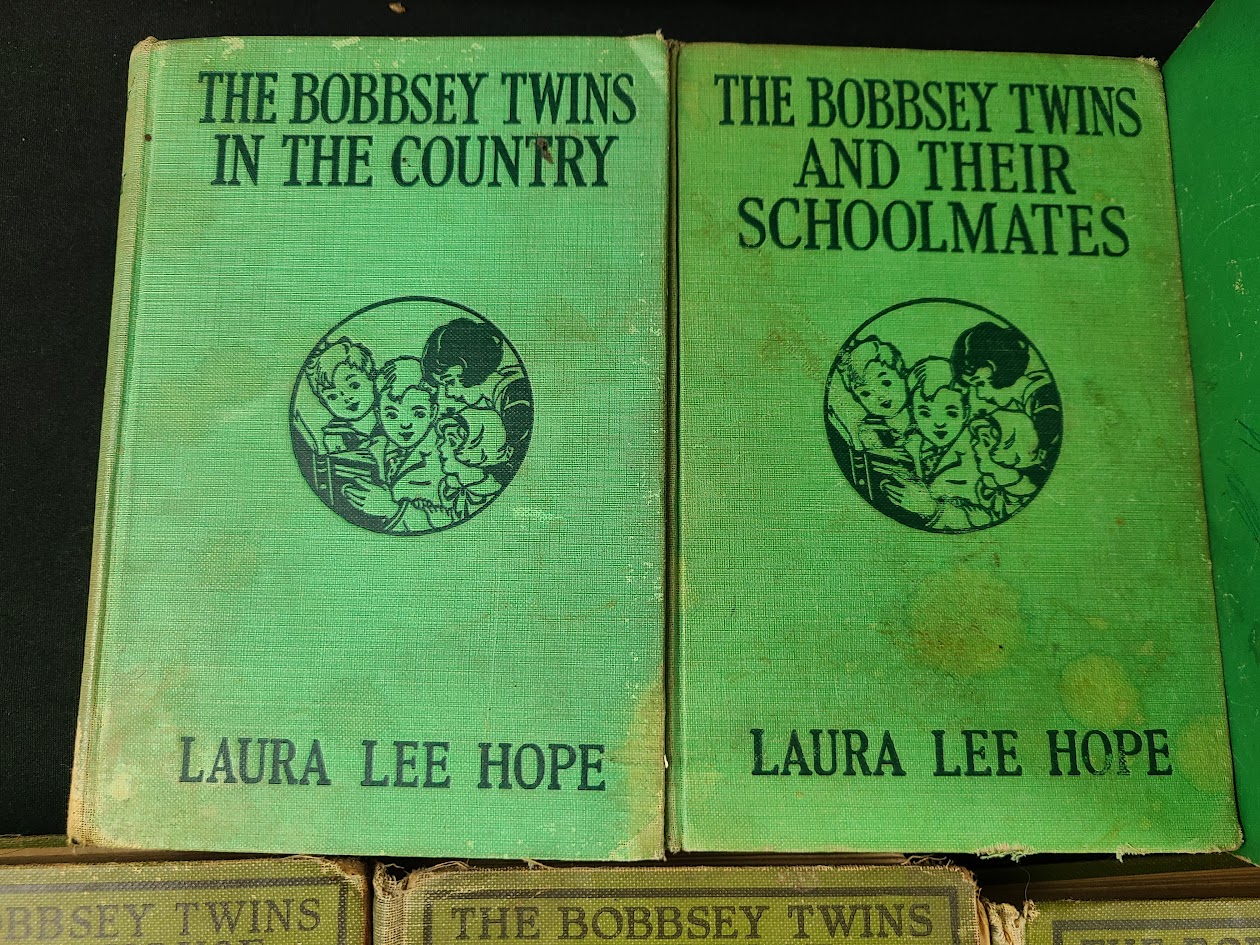 THE BOBBSEY TWINS
IN THE COUNTRY
LAURA LEE HOPE
THE BOBBSEY TWINS
AND THEIR
SCHOOLMATES
LAURA LEE HOPE
OBBSEY TWINS
THE BOBBSEY TWINS